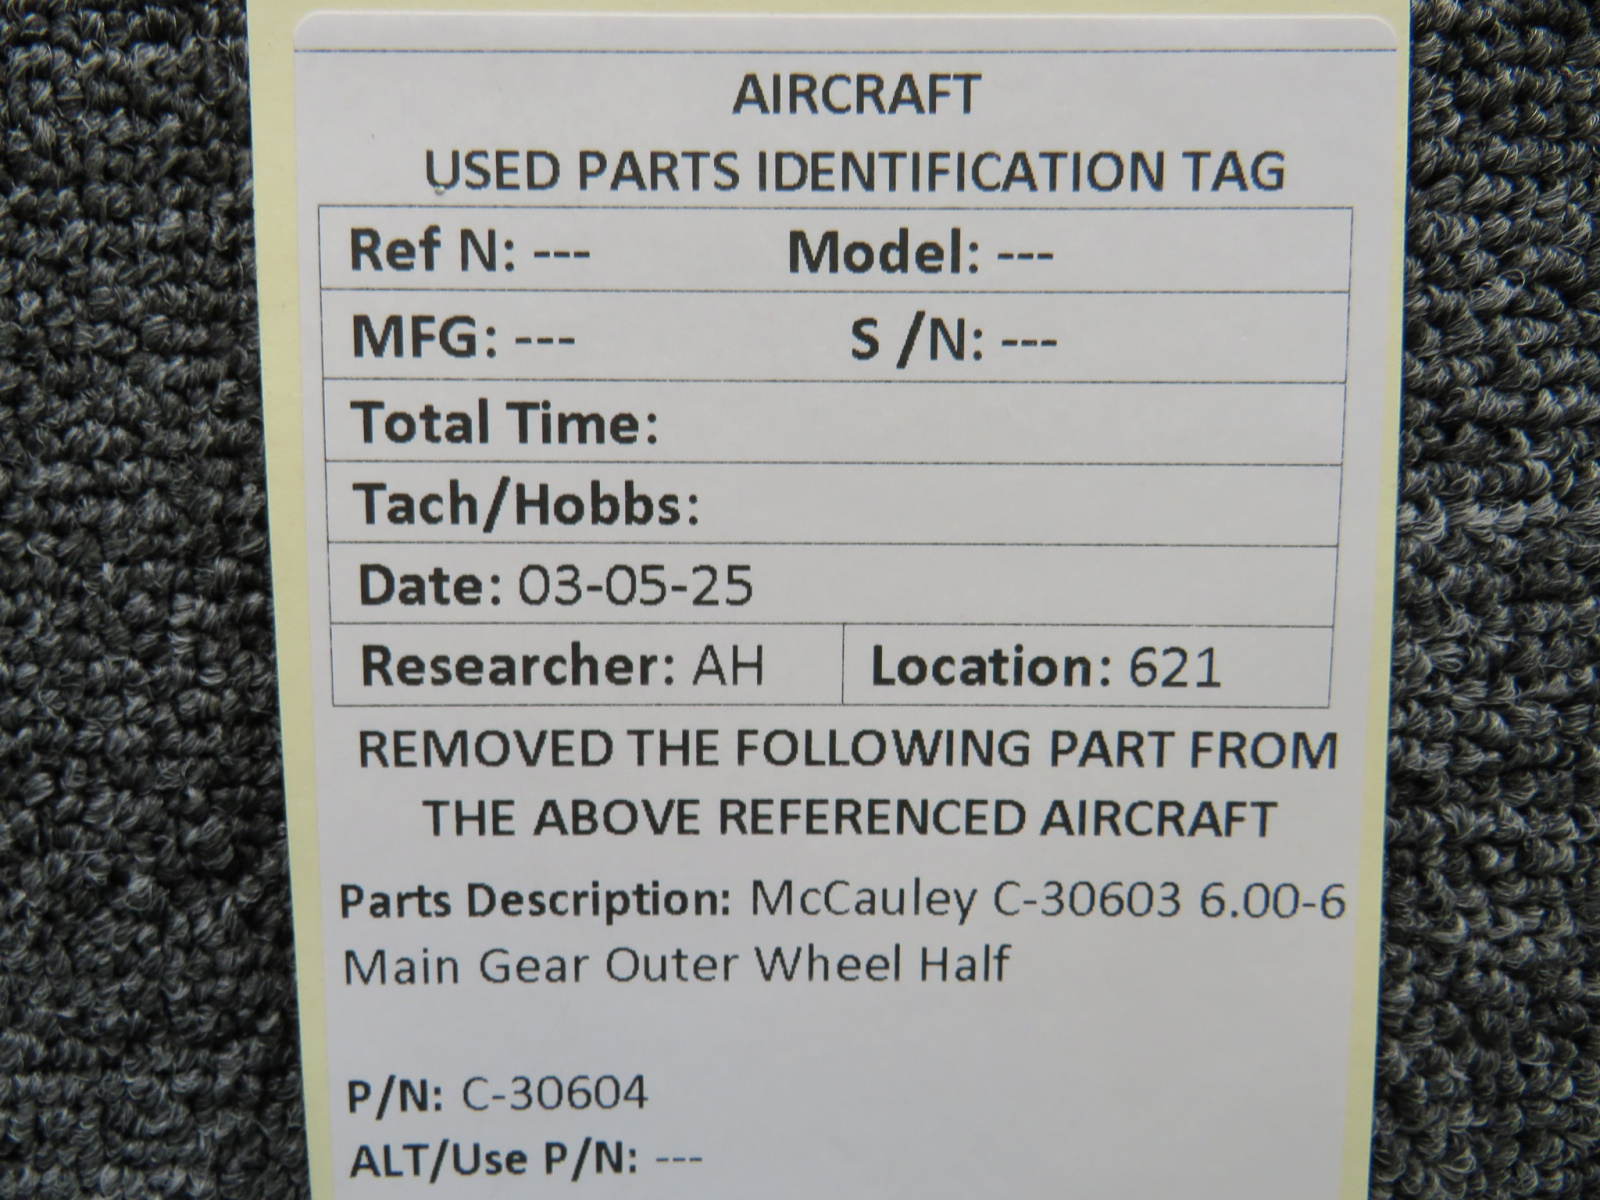 AIRCRAFT
USED PARTS IDENTIFICATION TAG
Ref N: --- Model: ---
MFG: --- S /N: ---
Total Time:
Tach/Hobbs:
Date: 03-05-25
Researcher: AH Location: 621
REMOVED THE FOLLOWING PART FROM
THE ABOVE REFERENCED AIRCRAFT
Parts Description: McCauley C-30603 6.00-6
Main Gear Outer Wheel Half
P/N: C-30604
ALT/Use P/N: ---